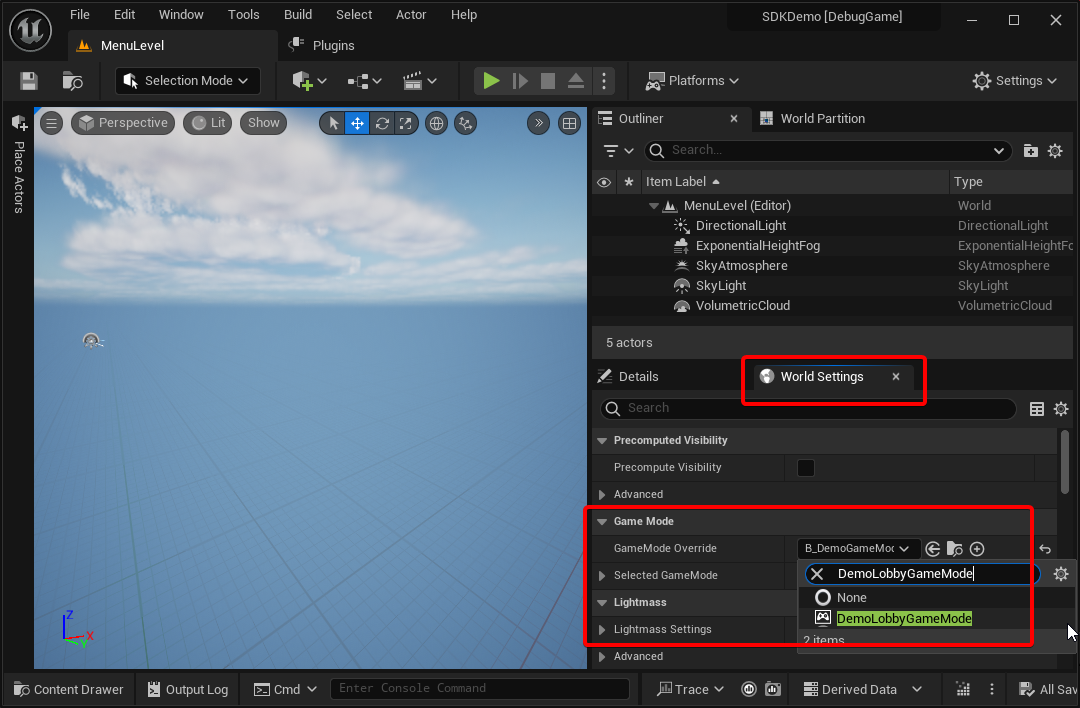 File Edit Window Tools Build Select Actor Help
SDKDemo [DebugGame]
MenuLevel
Plugins
Selection Mode
Platforms
Settings
Place Actors
Perspective
Lit
Show
Z
X
Y
Outliner
World Partition
Search...
Item Label
Type
MenuLevel (Editor) World
DirectionalLight DirectionalLight
ExponentialHeightFog ExponentialHeightFo
SkyAtmosphere SkyAtmosphere
SkyLight SkyLight
VolumetricCloud VolumetricCloud
5 actors
Details
World Settings
Search
Precomputed Visibility
Precompute Visibility
Advanced
Game Mode
GameMode Override B_DemoGameMoc
Selected GameMode
DemoLobbyGameMode
None
DemoLobbyGameMode
2 items
Lightmass
Lightmass Settings
Advanced
Content Drawer
Output Log
Cmd
Enter Console Command
Trace
Derived Data
All Sav